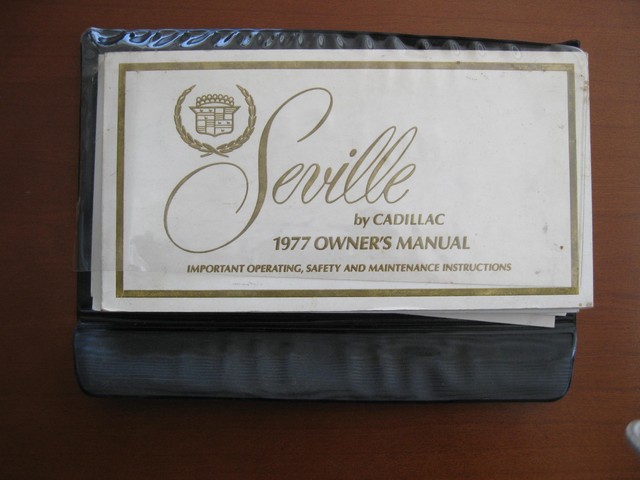 Seville
by CADILLAC
1977 OWNER'S MANUAL
IMPORTANT OPERATING, SAFETY AND MAINTENANCE INSTRUCTIONS